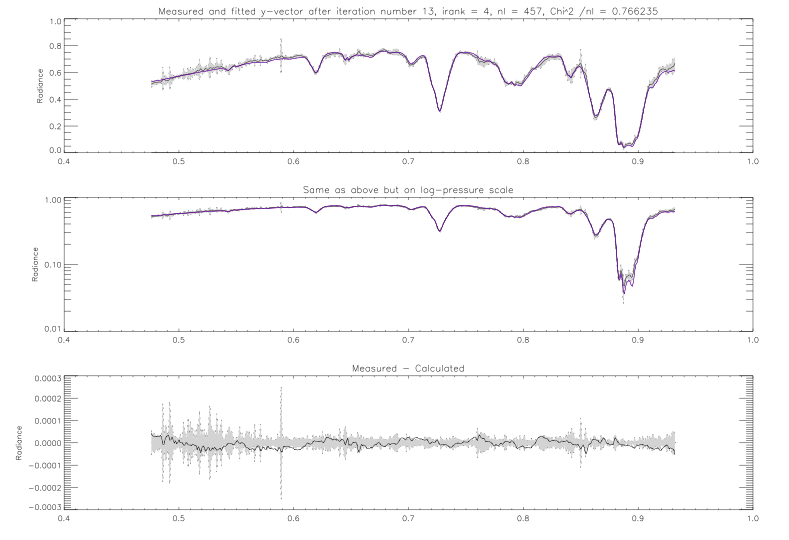 Measured and fitted y-vector after iteration number 13, irank = 4, nl = 457, Chi^2 /nl = 0.766235
1.0
0.8
0.6
0.4
0.2
0.0
Radiance
0.4 0.5 0.6 0.7 0.8 0.9 1.0
Same as above but on log-pressure scale
1.00
0.10
0.01
Radiance
0.4 0.5 0.6 0.7 0.8 0.9 1.0
Measured - Calculated
0.0003
0.0002
0.0001
0.0000
-0.0001
-0.0002
-0.0003
Radiance
0.4 0.5 0.6 0.7 0.8 0.9 1.0